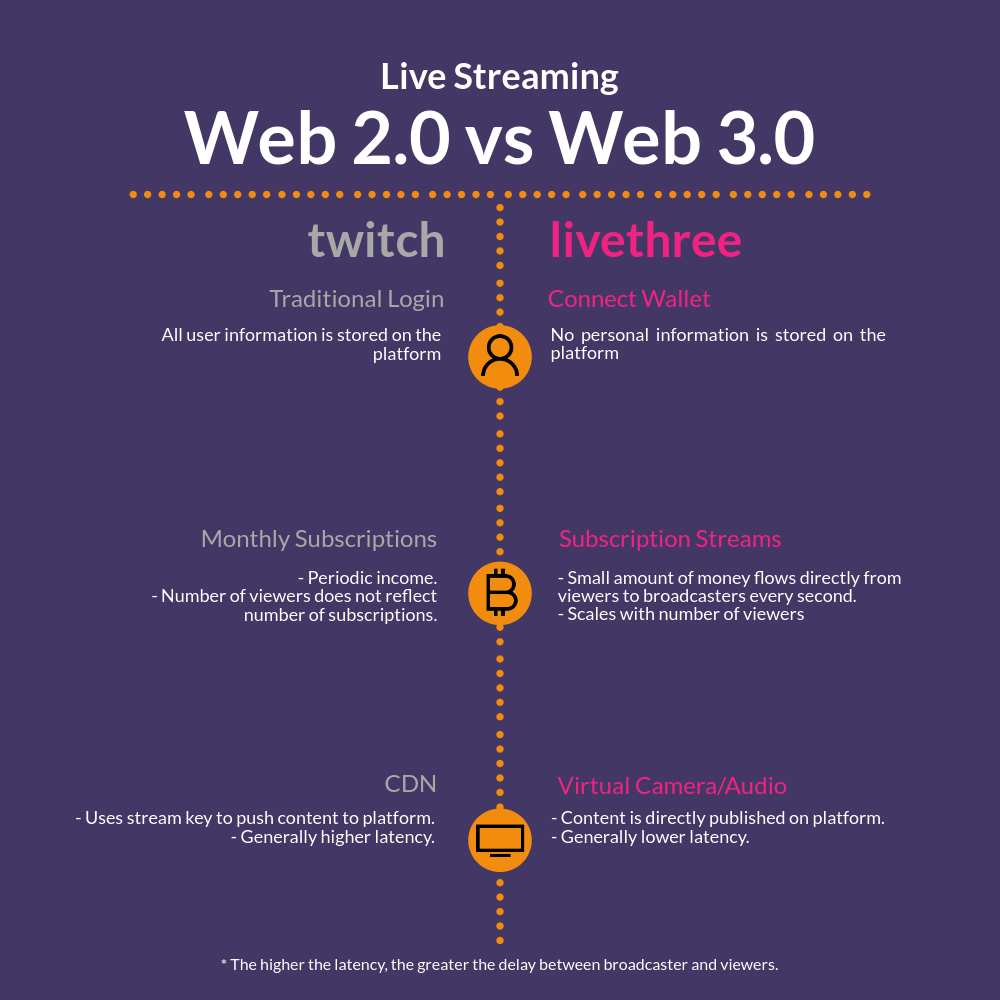 Live Streaming
Web 2.0 vs Web 3.0
twitch
Traditional Login
All user information is stored on the
platform
livethree
Connect Wallet
No personal information is stored on the
platform
Monthly Subscriptions
- Periodic income.
- Number of viewers does not reflect
number of subscriptions.
Subscription Streams
- Small amount of money flows directly from
viewers to broadcasters every second.
- Scales with number of viewers
CDN
- Uses stream key to push content to platform.
- Generally higher latency.
Virtual Camera/Audio
- Content is directly published on platform.
- Generally lower latency.
* The higher the latency, the greater the delay between broadcaster and viewers.